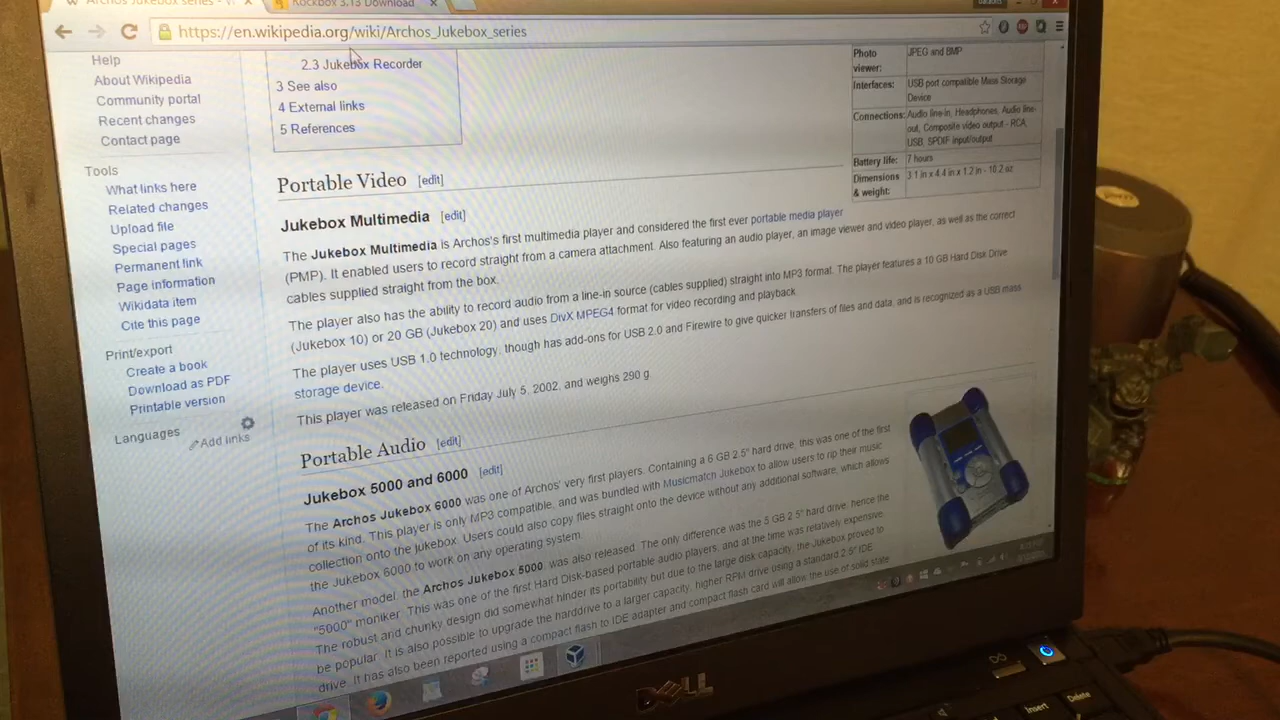 Archos Jukebox series -
Rockbox 3.13 Download
https://en.wikipedia.org/wiki/Archos_Jukebox_series
Help
About Wikipedia
Community portal
Recent changes
Contact page
Tools
What links here
Related changes
Upload file
Special pages
Permanent link
Page information
Wikidata item
Cite this page
Print/export
Create a book
Download as PDF
Printable version
Languages
Add links
2.3 Jukebox Recorder
3 See also
4 External links
5 References
Photo viewer: JPEG and BMP
Interfaces: USB port compatible Mass Storage
Device
Connections: Audio line-in, Headphones, Audio line-
out, Composite video output - RCA,
USB, SPDIF input/output
Battery life: 7 hours
Dimensions & weight: 3.1 in x 4.4 in x 1.2 in - 10.2 oz
Portable Video [edit]
Jukebox Multimedia [edit]
The Jukebox Multimedia is Archos's first multimedia player and considered the first ever portable media player
(PMP). It enabled users to record straight from a camera attachment. Also featuring an audio player, an image viewer and video player, as well as the correct
cables supplied straight from the box.
The player also has the ability to record audio from a line-in source (cables supplied) straight into MP3 format. The player features a 10 GB Hard Disk Drive
(Jukebox 10) or 20 GB (Jukebox 20) and uses DivX MPEG4 format for video recording and playback.
The player uses USB 1.0 technology, though has add-ons for USB 2.0 and Firewire to give quicker transfers of files and data, and is recognized as a USB mass
storage device.
This player was released on Friday July 5, 2002, and weighs 290 g.
Portable Audio [edit]
Jukebox 5000 and 6000 [edit]
The Archos Jukebox 6000 was one of Archos' very first players. Containing a 6 GB 2.5" hard drive, this was one of the first
of its kind. This player is only MP3 compatible, and was bundled with Musicmatch Jukebox to allow users to rip their music
collection onto the jukebox. Users could also copy files straight onto the device without any additional software, which allows
the Jukebox 6000 to work on any operating system.
Another model, the Archos Jukebox 5000, was also released. The only difference was the 5 GB 2.5" hard drive, hence the
"5000" moniker. This was one of the first Hard Disk-based portable audio players, and at the time was relatively expensive.
The robust and chunky design did somewhat hinder its portability but due to the large disk capacity, the Jukebox proved to
be popular. It is also possible to upgrade the harddrive to a larger capacity, higher RPM drive using a standard 2.5" IDE
drive. It has also been reported using a compact flash to IDE adapter and compact flash card will allow the use of solid state
DELL
Insert
Delete